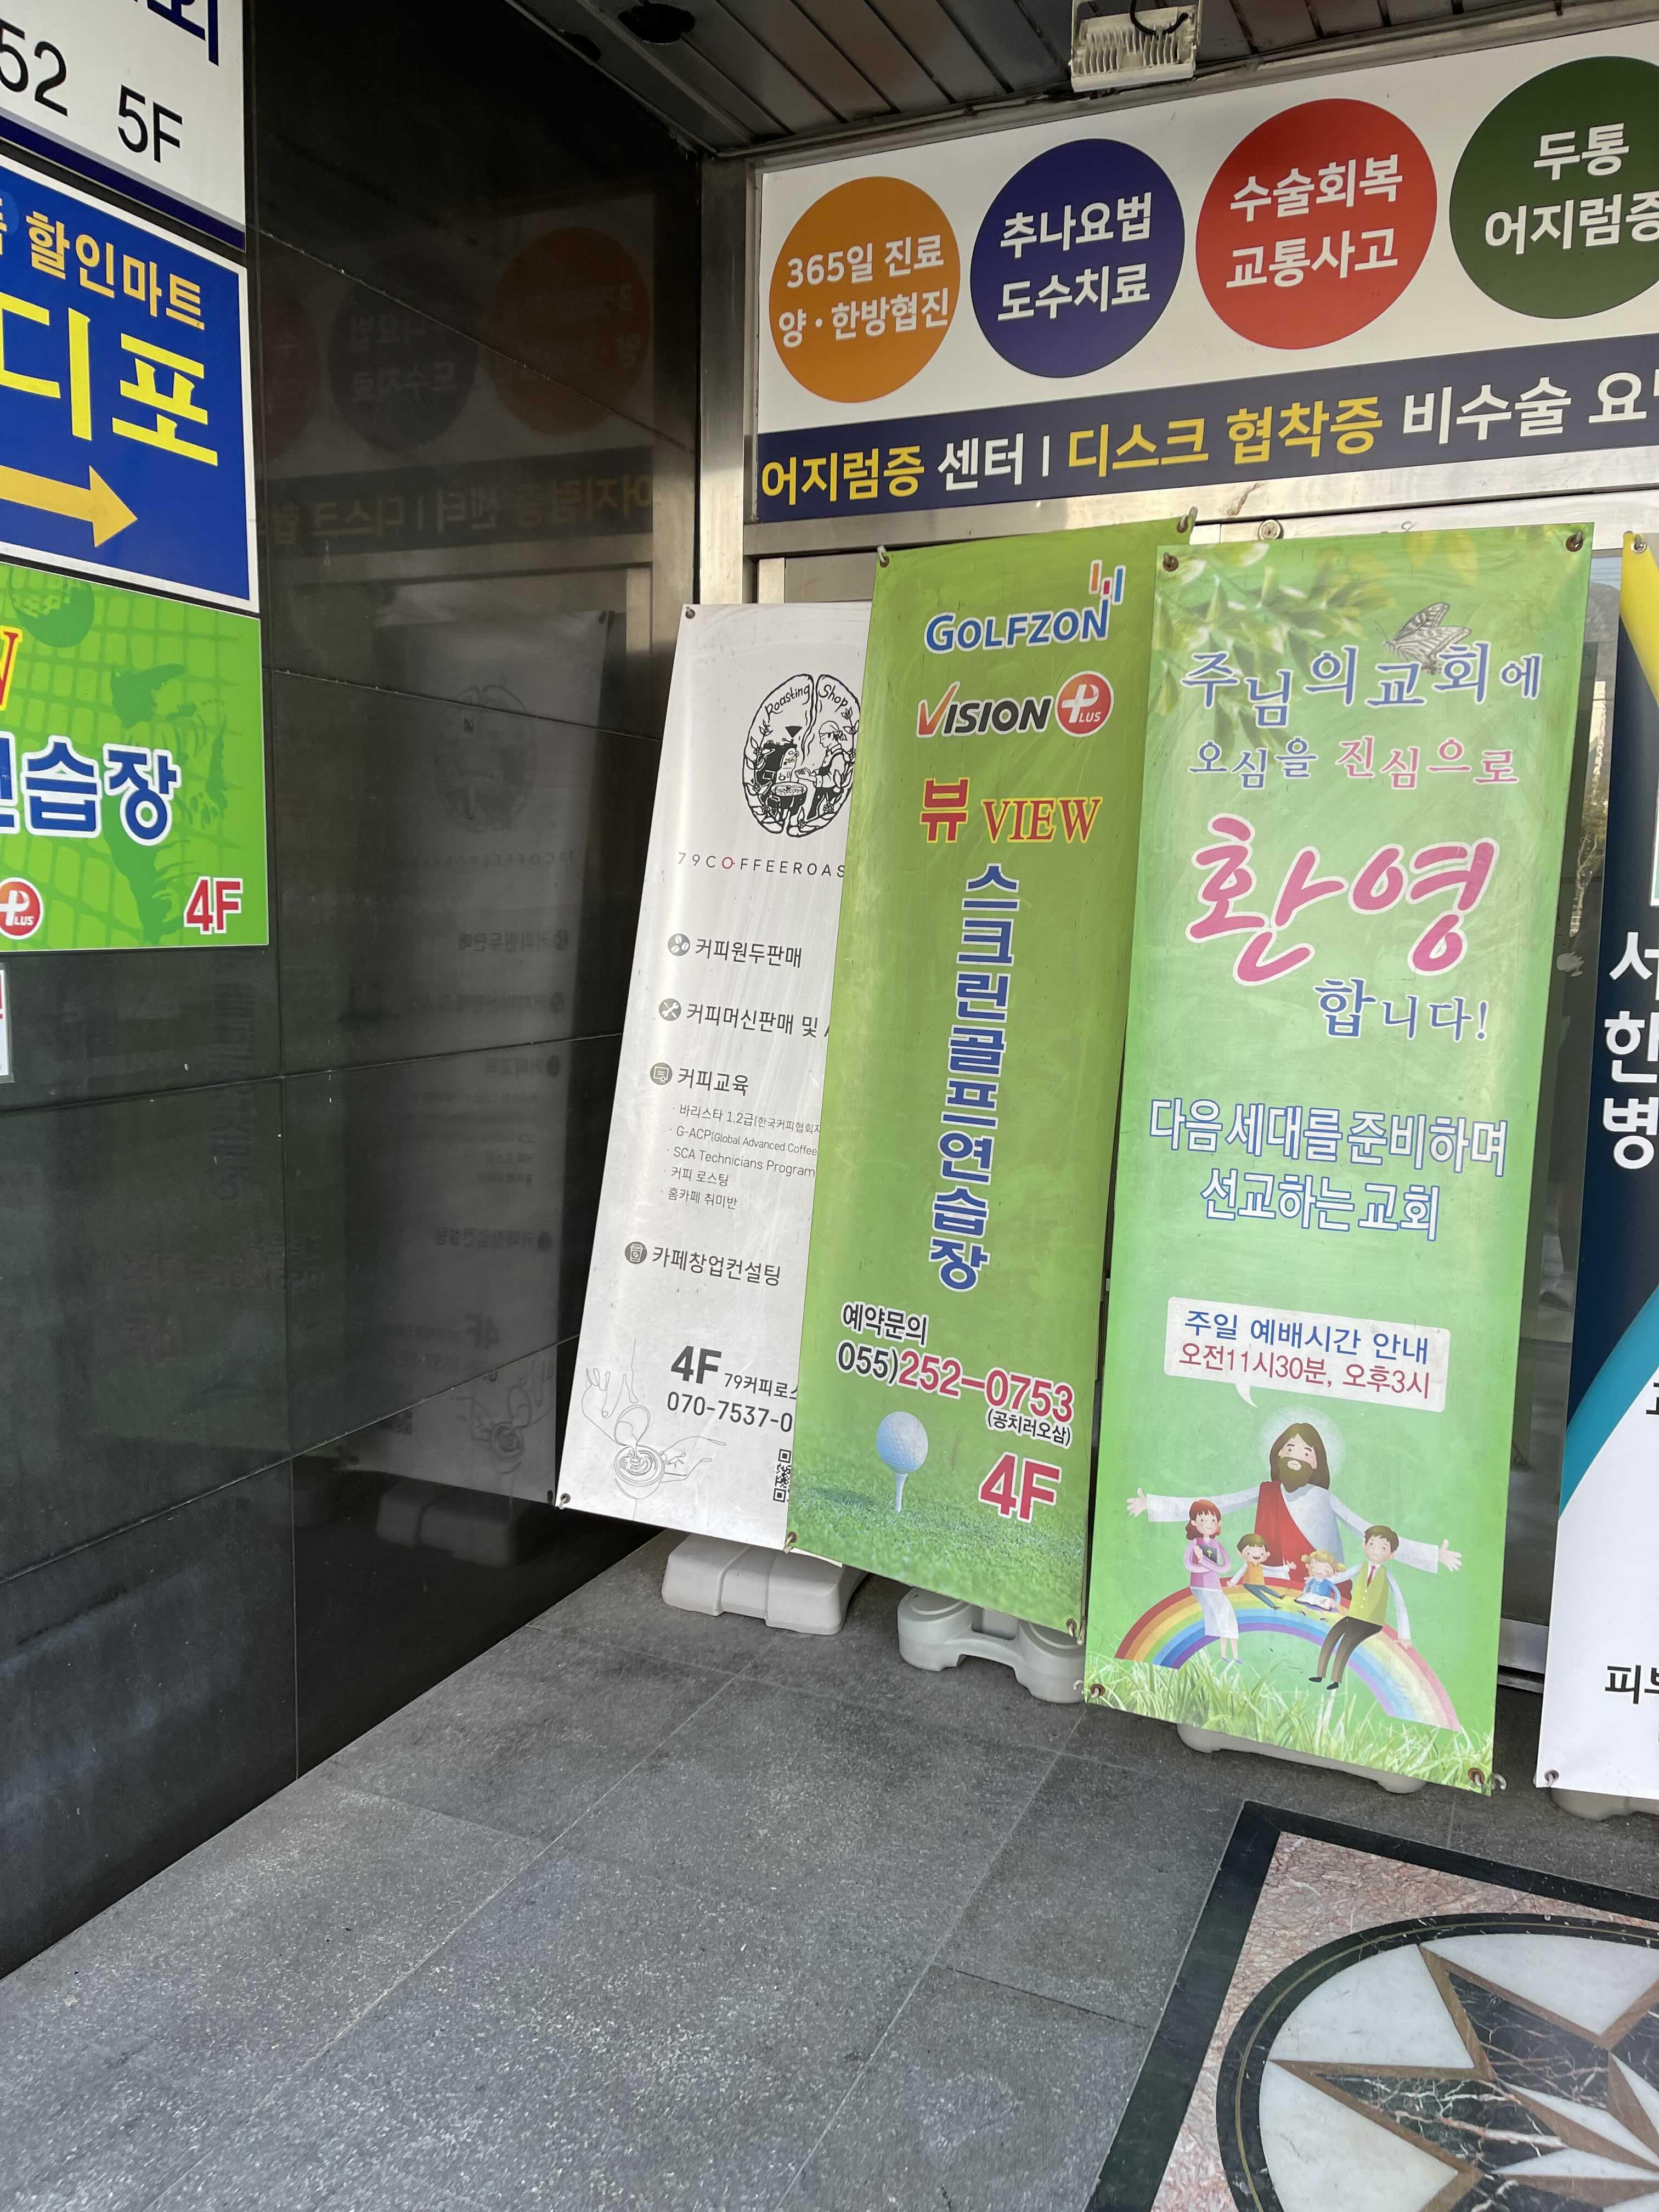 52 5F
할인마트
디포
습장
PLUS
4F
365일 진료
양·한방협진
추나요법
도수치료
수술회복
교통사고
두통
어지럼증
어지럼증 센터 | 디스크 협착증 비수술
Roasting Shop
79COFFEEROAS
커피원두판매
커피머신판매 및
커피교육
· 바리스타 1.2급(한국커피협회
· G-ACP(Global Advanced Coffee
· SCA Technicians Program
· 커피 로스팅
· 홈카페 취미반
카페창업컨설팅
4F 79커피로스
070-7537-0
GOLFZON
VISION PLUS
뷰 VIEW
스크린골프연습장
예약문의
055)252-0753
(공치러오삼)
4F
주님의교회에
오심을 진심으로
환영
합니다!
다음 세대를 준비하며
선교하는 교회
주일 예배시간 안내
오전11시30분, 오후3시
서
한
병
피부